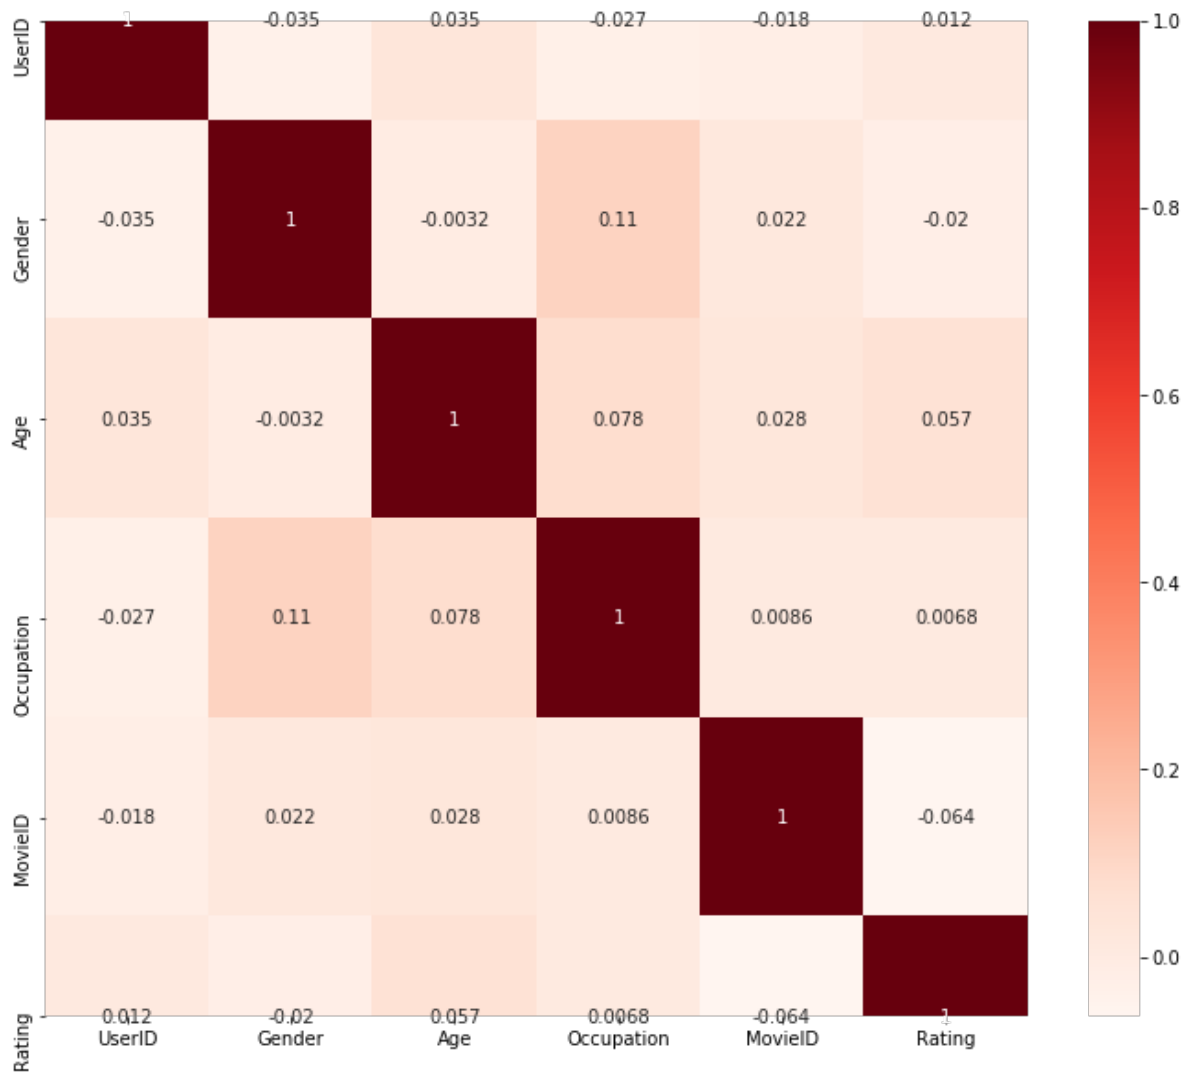 UserID 1 -0.035 0.035 -0.027 -0.018 0.012
Gender -0.035 1 -0.0032 0.11 0.022 -0.02
Age 0.035 -0.0032 1 0.078 0.028 0.057
Occupation -0.027 0.11 0.078 1 0.0086 0.0068
MovieID -0.018 0.022 0.028 0.0086 1 -0.064
Rating 0.012 -0.02 0.057 0.0068 -0.064 1
UserID Gender Age Occupation MovieID Rating
1.0
0.8
0.6
0.4
0.2
0.0